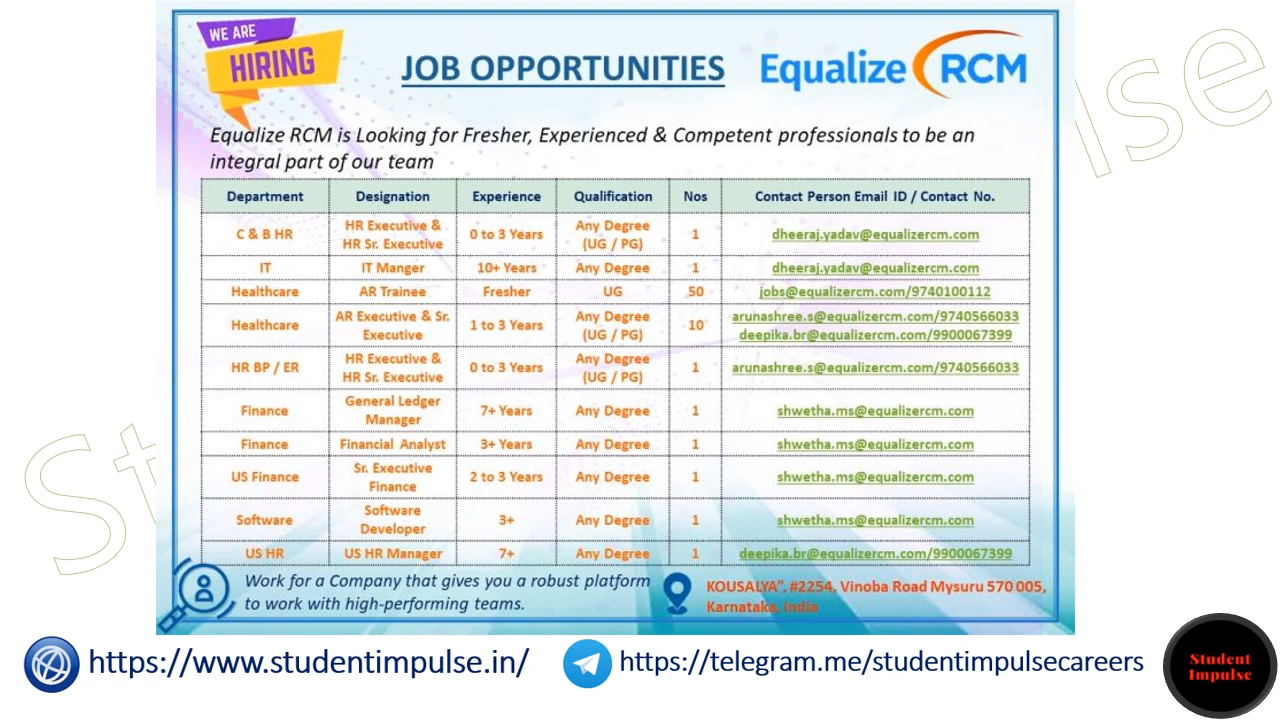 WE ARE
HIRING
JOB OPPORTUNITIES
Equalize RCM
Equalize RCM is Looking for Fresher, Experienced & Competent professionals to be an
integral part of our team
Department Designation Experience Qualification Nos Contact Person Email ID / Contact No.
C & B HR HR Executive & HR Sr. Executive 0 to 3 Years Any Degree (UG / PG) 1 dheeraj.yadav@equalizercm.com
IT IT Manger 10+ Years Any Degree 1 dheeraj.yadav@equalizercm.com
Healthcare AR Trainee Fresher UG 50 jobs@equalizercm.com/9740100112
Healthcare AR Executive & Sr. Executive 1 to 3 Years Any Degree (UG / PG) 10 arunashree.s@equalizercm.com/9740566033 deepika.br@equalizercm.com/9900067399
HR BP / ER HR Executive & HR Sr. Executive 0 to 3 Years Any Degree (UG / PG) 1 arunashree.s@equalizercm.com/9740566033
Finance General Ledger Manager 7+ Years Any Degree 1 shwetha.ms@equalizercm.com
Finance Financial Analyst 3+ Years Any Degree 1 shwetha.ms@equalizercm.com
US Finance Sr. Executive Finance 2 to 3 Years Any Degree 1 shwetha.ms@equalizercm.com
Software Software Developer 3+ Any Degree 1 shwetha.ms@equalizercm.com
US HR US HR Manager 7+ Any Degree 1 deepika.br@equalizercm.com/9900067399
Work for a Company that gives you a robust platform
to work with high-performing teams.
KOUSALYA", #2254, Vinoba Road Mysuru 570 005,
Karnataka, India
https://www.studentimpulse.in/
https://telegram.me/studentimpulsecareers
Student
Impulse